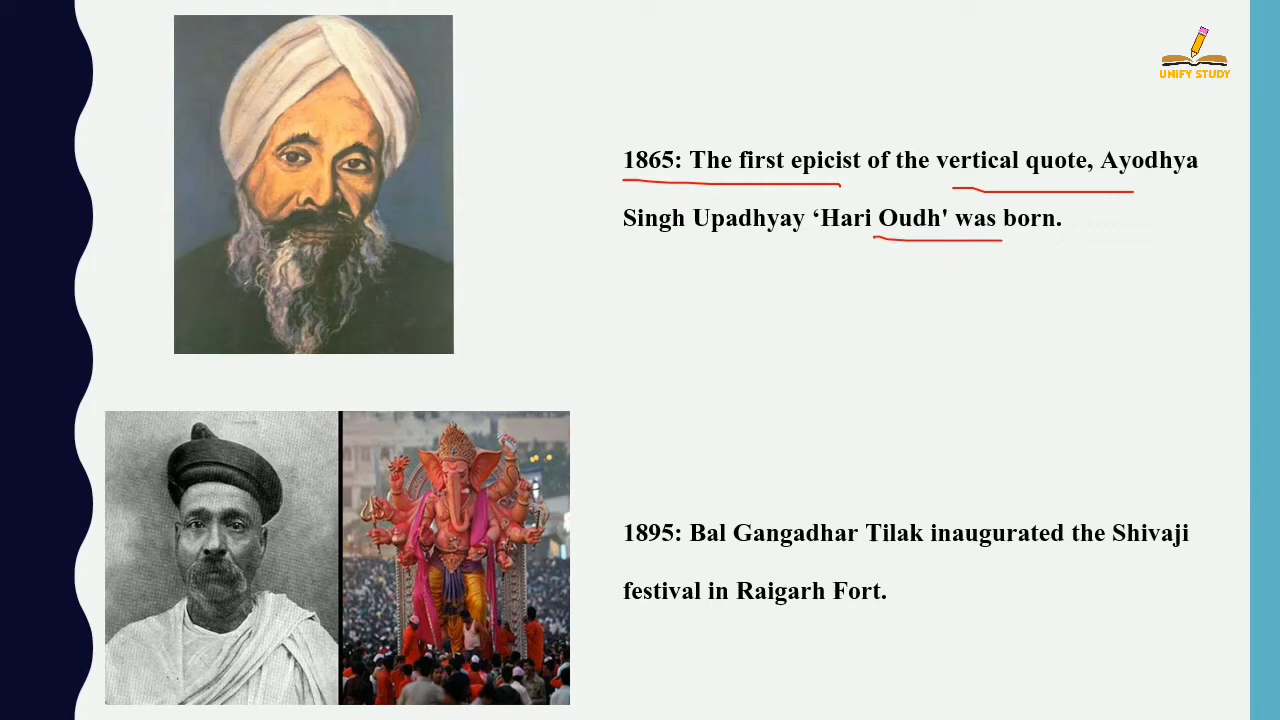 UNIFY STUDY
1865: The first epicist of the vertical quote, Ayodhya
Singh Upadhyay ‘Hari Oudh' was born.
1895: Bal Gangadhar Tilak inaugurated the Shivaji
festival in Raigarh Fort.